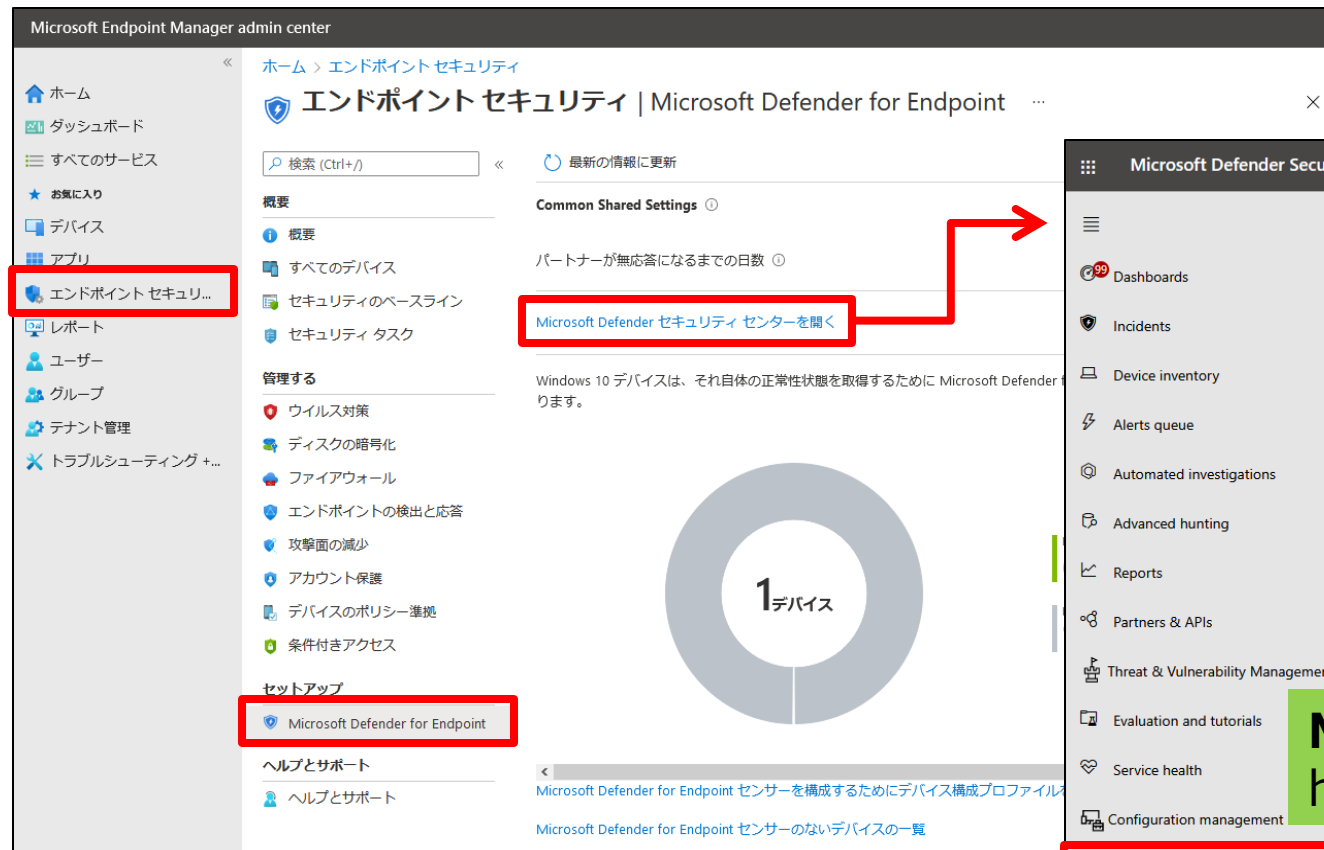 Microsoft Endpoint Manager admin center
«
ホーム
ダッシュボード
すべてのサービス
お気に入り
デバイス
アプリ
エンドポイント セキュリ...
レポート
ユーザー
グループ
テナント管理
トラブルシューティング +...
ホーム > エンドポイント セキュリティ
エンドポイント セキュリティ | Microsoft Defender for Endpoint ...
検索 (Ctrl+/)
«
概要
概要
すべてのデバイス
セキュリティのベースライン
セキュリティ タスク
管理する
ウイルス対策
ディスクの暗号化
ファイアウォール
エンドポイントの検出と応答
攻撃面の減少
アカウント保護
デバイスのポリシー準拠
条件付きアクセス
セットアップ
Microsoft Defender for Endpoint
ヘルプとサポート
ヘルプとサポート
最新の情報に更新
Common Shared Settings
パートナーが無応答になるまでの日数
Microsoft Defender セキュリティ センターを開く
Windows 10 デバイスは、それ自体の正常性状態を取得するために Microsoft Defender
ります。
1デバイス
Microsoft Defender for Endpoint センサーを構成するためにデバイス構成プロファイル
Microsoft Defender for Endpoint センサーのないデバイスの一覧
Microsoft Defender Secu
99
Dashboards
Incidents
Device inventory
Alerts queue
Automated investigations
Advanced hunting
Reports
Partners & APIs
Threat & Vulnerability Managemen
Evaluation and tutorials
Service health
Configuration management